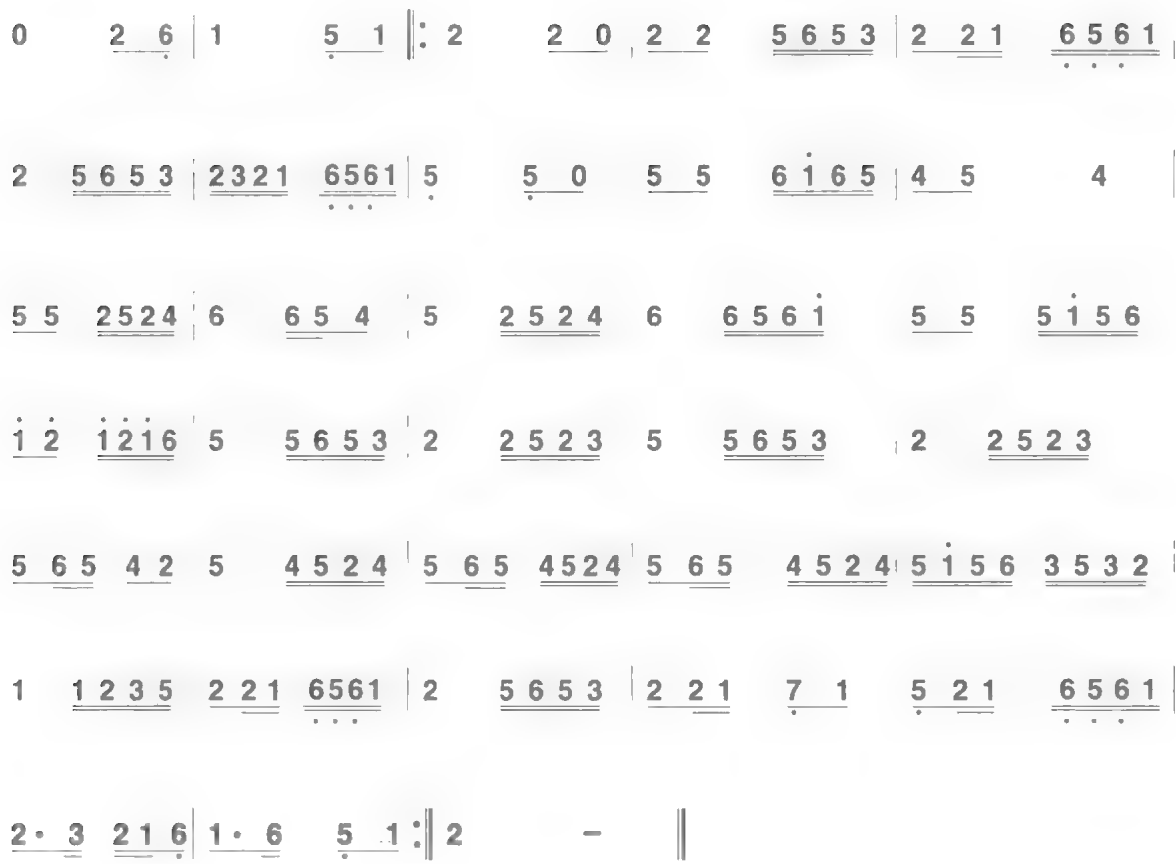 0 2 6 | 1 5 1 ‖: 2 2 0 | 2 2 5 6 5 3 | 2 2 1 6 5 6 1 |
2 5 6 5 3 | 2 3 2 1 6 5 6 1 | 5 5 0 5 5 6 i 6 5 | 4 5 4 |
5 5 2 5 2 4 | 6 6 5 4 | 5 2 5 2 4 6 6 5 6 i 5 5 5 i 5 6
i 2̇ i 2̇ i 6 | 5 5 6 5 3 | 2 2 5 2 3 5 5 6 5 3 | 2 2 5 2 3
5 6 5 4 2 5 4 5 2 4 | 5 6 5 4 5 2 4 | 5 6 5 4 5 2 4 | 5 i 5 6 3 5 3 2 |
1 1 2 3 5 2 2 1 6 5 6 1 | 2 5 6 5 3 | 2 2 1 7 1 5 2 1 6 5 6 1 |
2 · 3 2 1 6 | 1 · 6 5 1 :‖ 2 – ‖